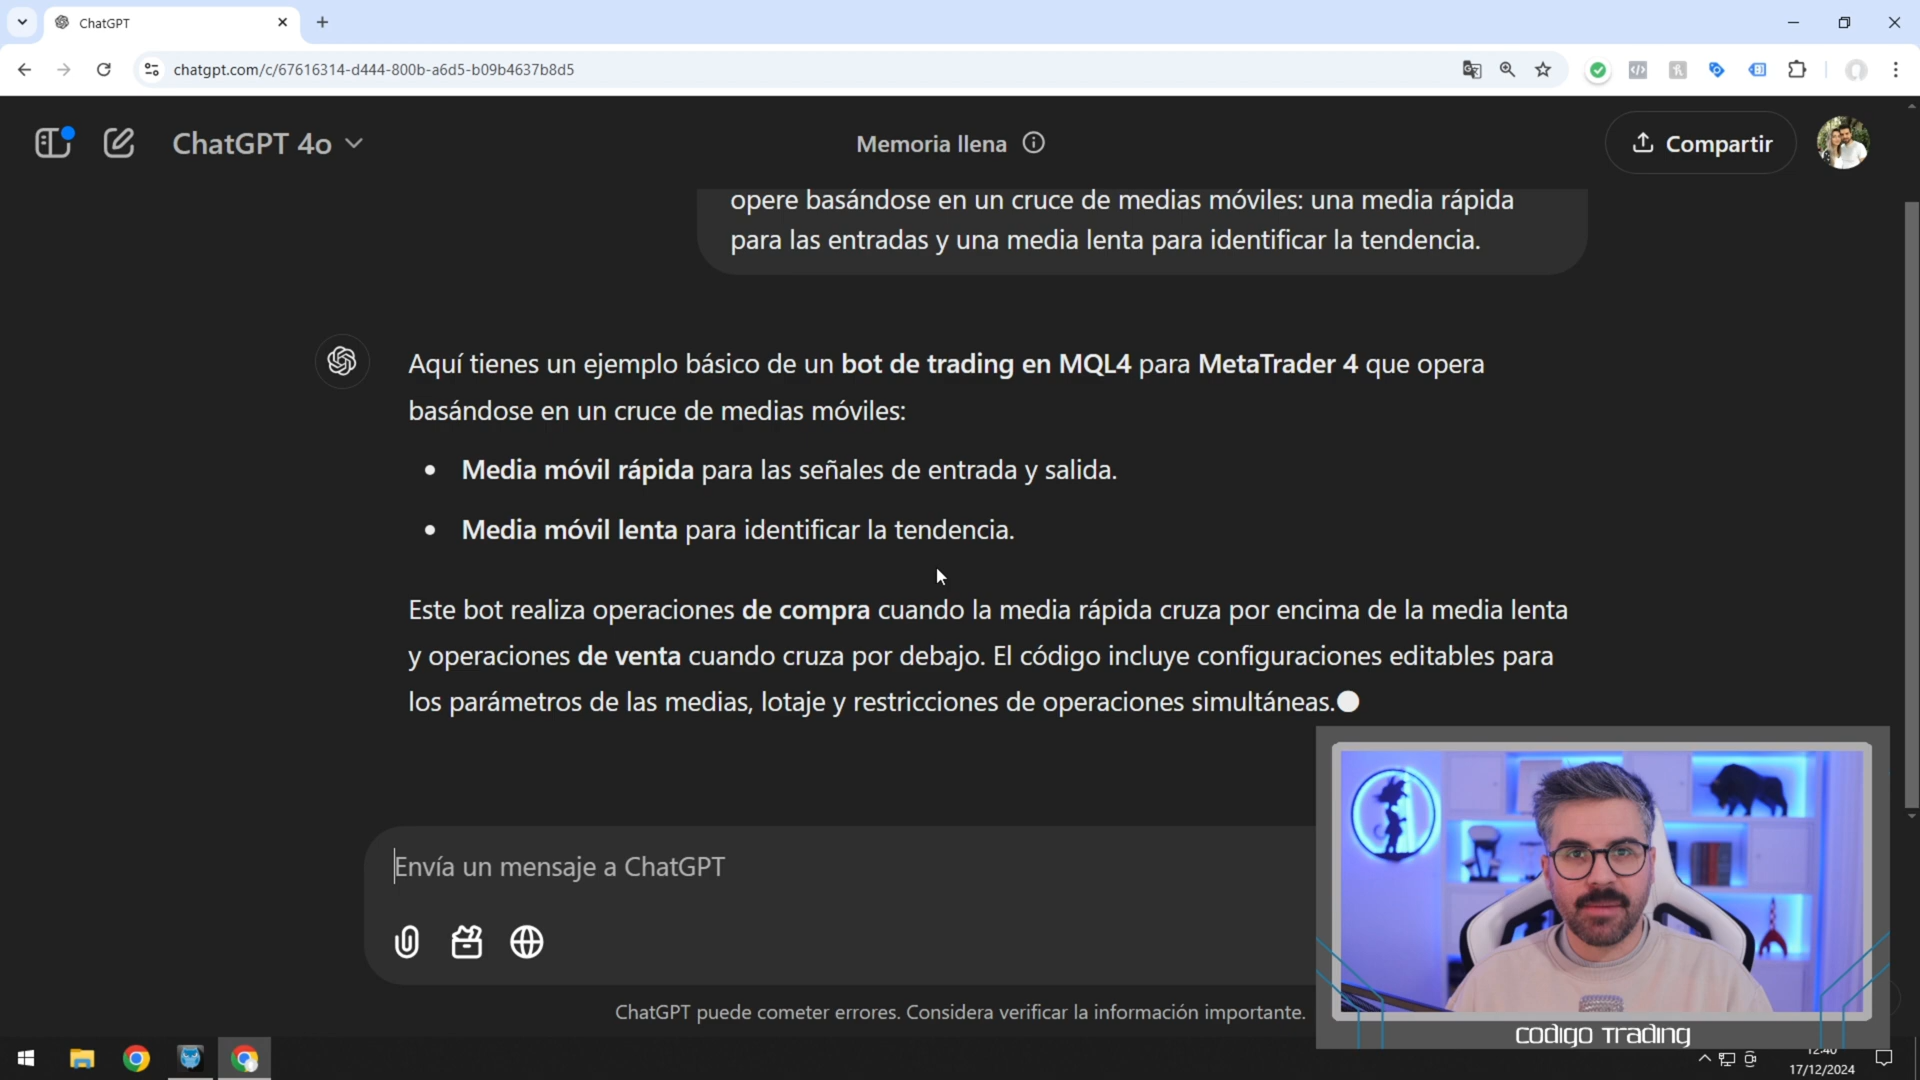 ChatGPT
chatgpt.com/c/67616314-d444-800b-a6d5-b09b4637b8d5
ChatGPT 4o
Memoria llena
Compartir
opere basándose en un cruce de medias móviles: una media rápida
para las entradas y una media lenta para identificar la tendencia.
Aquí tienes un ejemplo básico de un bot de trading en MQL4 para MetaTrader 4 que opera
basándose en un cruce de medias móviles:
• Media móvil rápida para las señales de entrada y salida.
• Media móvil lenta para identificar la tendencia.
Este bot realiza operaciones de compra cuando la media rápida cruza por encima de la media lenta
y operaciones de venta cuando cruza por debajo. El código incluye configuraciones editables para
los parámetros de las medias, lotaje y restricciones de operaciones simultáneas.
Envía un mensaje a ChatGPT
ChatGPT puede cometer errores. Considera verificar la información importante.
CODIGO TRADING
12:40
17/12/2024